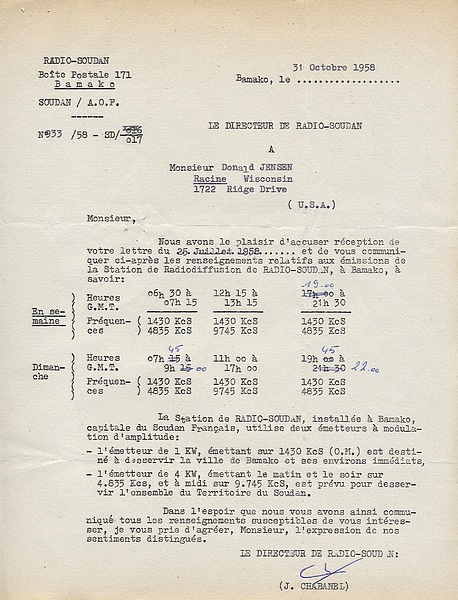 RADIO-SOUDAN
Boîte Postale 171
Bamako
SOUDAN / A.O.F.
31 Octobre 1958
Bamako, le ..................
N°933 /58 - SD/
017
LE DIRECTEUR DE RADIO-SOUDAN
A
Monsieur Donald JENSEN
Racine Wisconsin
1722 Ridge Drive
( U.S.A.)
Monsieur,
Nous avons le plaisir d'accuser réception de
votre lettre du 25 Juillet 1958....... et de vous communi-
quer ci-après les renseignements relatifs aux émissions de
la Station de Radiodiffusion de RADIO-SOUDAN, à Bamako, à
savoir:
19.00
En se-
maine
Heures 06h 30 à 12h 15 à 17h 00 à
G.M.T. 07h 15 13h 15 21h 30
Fréquen- ( 1430 KcS 1430 KcS 1430 KcS
ces ( 4835 KcS 9745 KcS 4835 KcS
45 45
Diman-
che
Heures 07h 15 à 11h 00 à 19h 00 à
G.M.T. 9h 15 00 17h 00 21h 30 22.00
Fréquen- ( 1430 KcS 1430 KcS 1430 KcS
ces ( 4835 KcS 9745 KcS 4835 KcS
La Station de RADIO-SOUDAN, installée à Bamako,
capitale du Soudan Français, utilise deux émetteurs à modula-
tion d'amplitude:
- l'émetteur de 1 KW, émettant sur 1430 KcS (O.M.) est desti-
né à desservir la ville de Bamako et ses environs immédiats,
- l'émetteur de 4 KW, émettant le matin et le soir sur
4.835 Kcs, et à midi sur 9.745 KcS, est prévu pour desser-
vir l'ensemble du Territoire du Soudan.
Dans l'espoir que nous vous avons ainsi commu-
niqué tous les renseignements susceptibles de vous intéres-
ser, je vous prie d'agréer, Monsieur, l'expression de nos
sentiments distingués.
LE DIRECTEUR DE RADIO-SOUDAN:
(J. CHABANEL)